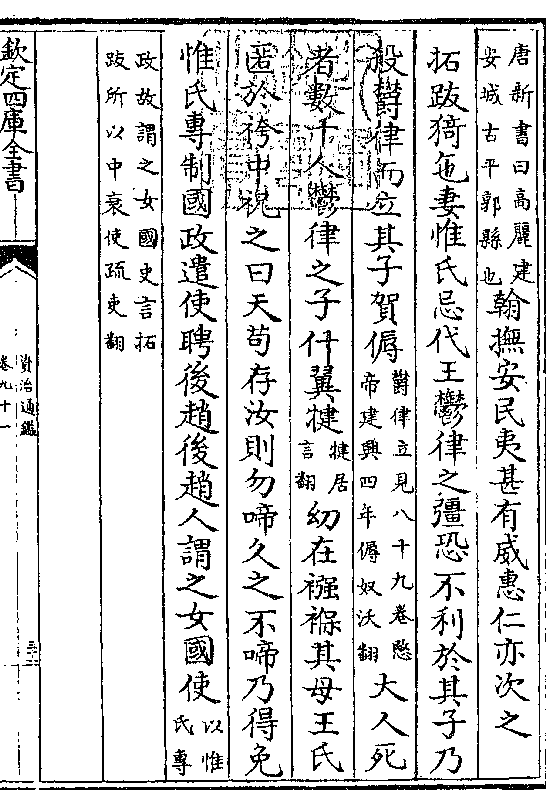 唐新書曰高麗建
安城古平郭縣也
翰撫安民夷甚有威惠仁亦次之
拓跋猗㐌妻惟氏忌代王鬱律之彊恐不利於其子乃
殺鬱律而立其子賀傉
鬱律立見八十九卷愍
帝建興四年傉奴沃翻
大人死
者數十人鬱律之子什翼犍
犍居
言翻
幼在襁褓其母王氏
匿於袴中祝之曰天苟存汝則勿啼久之不啼乃得免
惟氏專制國政遣使聘後趙後趙人謂之女國使
以惟
氏專
政故謂之女國史言拓
跋所以中衰使疏吏翻
欽定四庫全書
資治通鑑
卷九十一